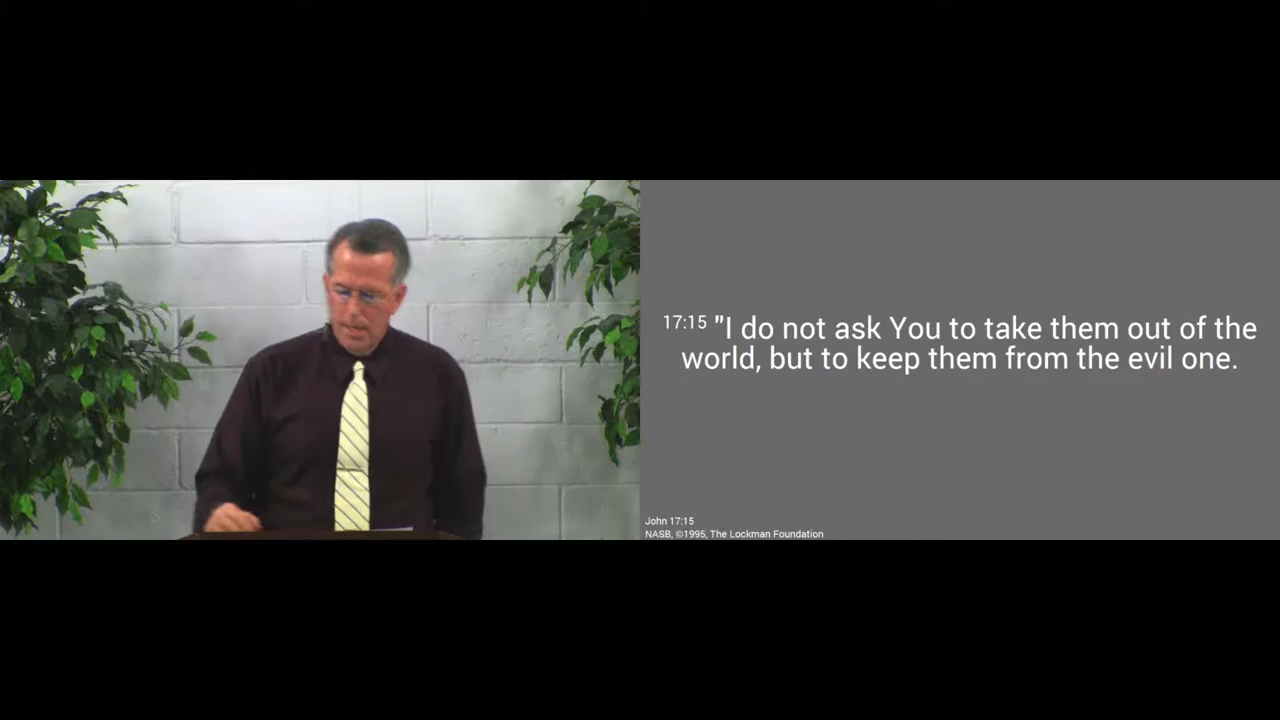 17:15 "I do not ask You to take them out of the
world, but to keep them from the evil one.
John 17:15
NASB, ©1995, The Lockman Foundation